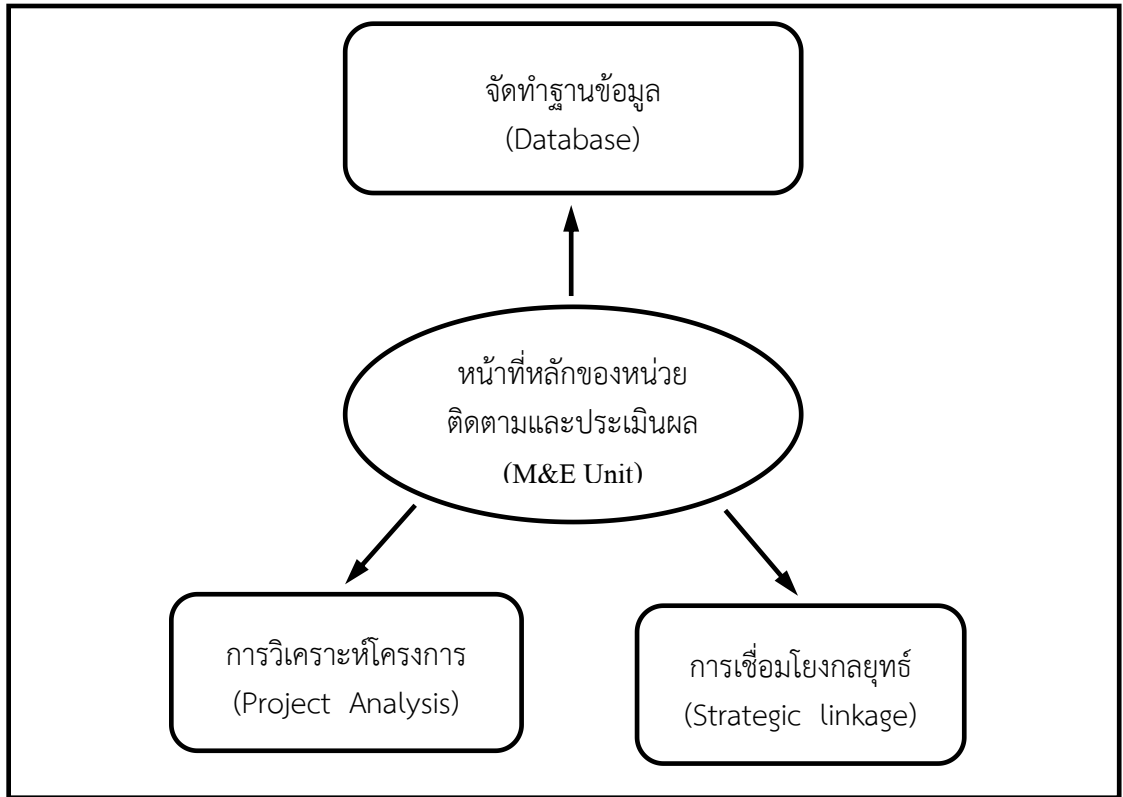 จัดทำฐานข้อมูล
(Database)
หน้าที่หลักของหน่วย
ติดตามและประเมินผล
(M&E Unit)
การวิเคราะห์โครงการ
(Project Analysis)
การเชื่อมโยงกลยุทธ์
(Strategic linkage)